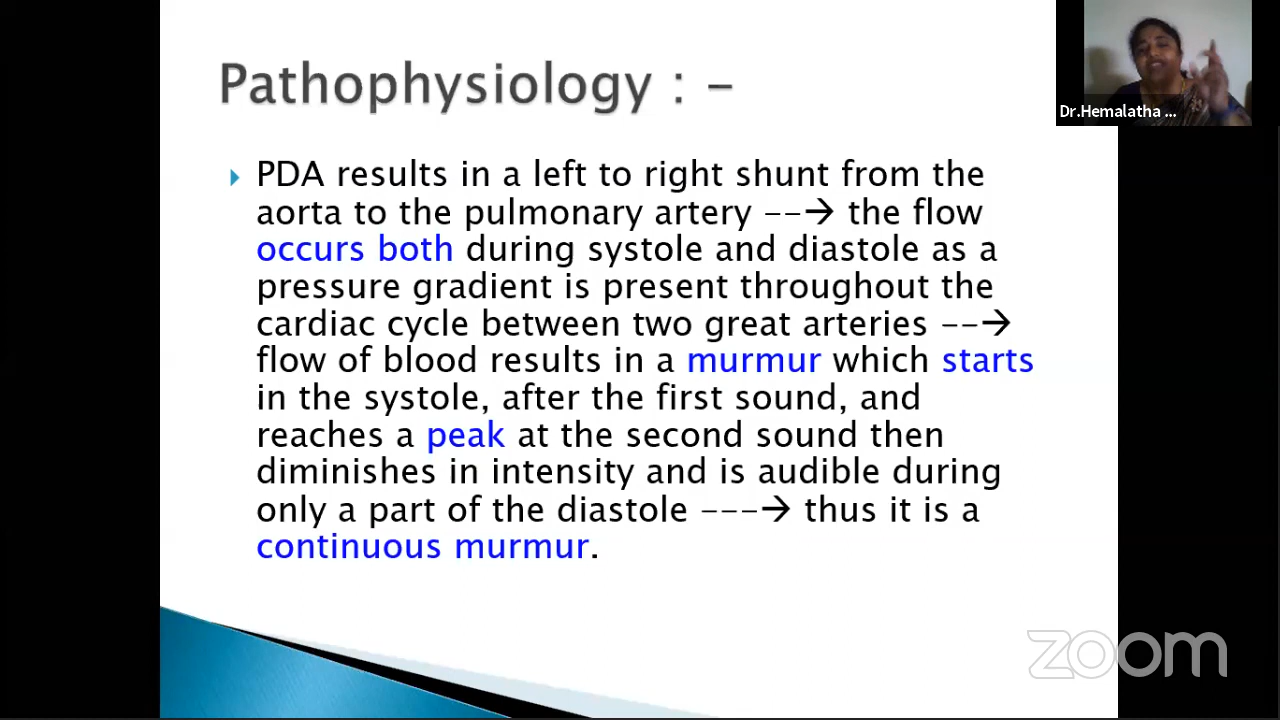 Pathophysiology : -
PDA results in a left to right shunt from the
aorta to the pulmonary artery --→ the flow
occurs both during systole and diastole as a
pressure gradient is present throughout the
cardiac cycle between two great arteries --→
flow of blood results in a murmur which starts
in the systole, after the first sound, and
reaches a peak at the second sound then
diminishes in intensity and is audible during
only a part of the diastole ---→ thus it is a
continuous murmur.
Dr.Hemalatha ...
zoom